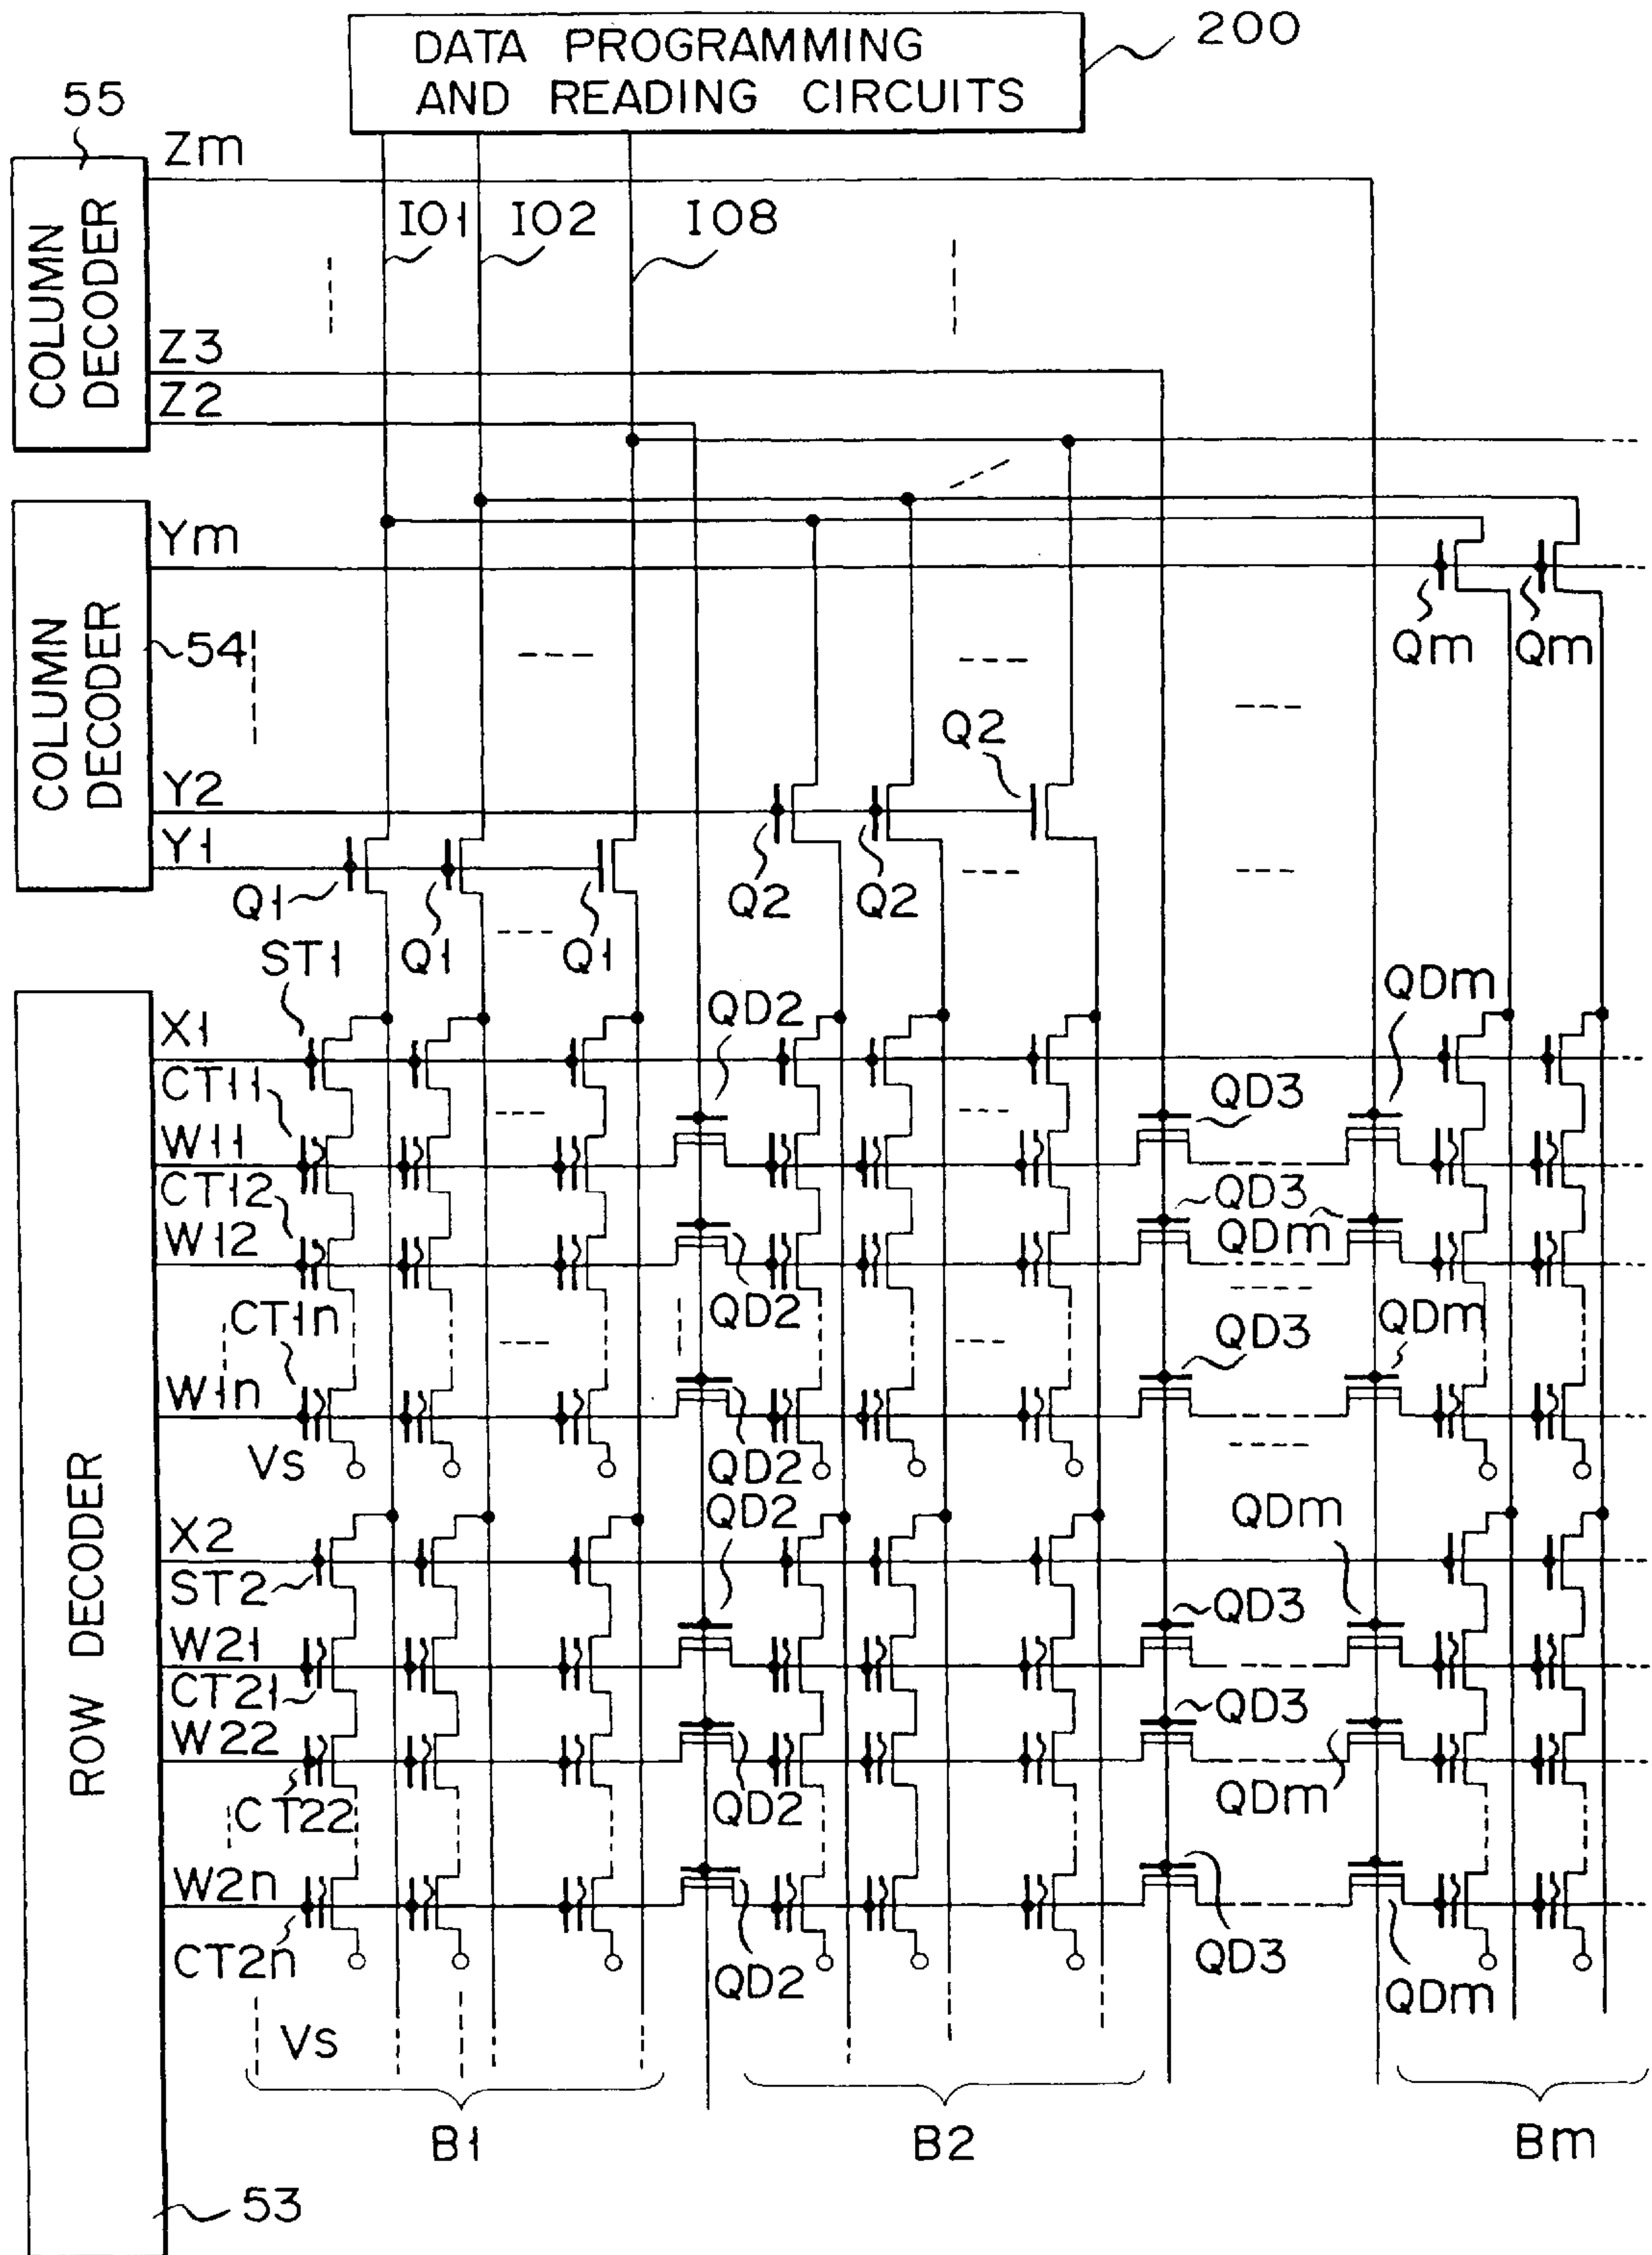 DATA PROGRAMMING
AND READING CIRCUITS
200
55
COLUMN
DECODER
Zm
IO1
IO2
IO8
Z3
Z2
COLUMN
DECODER
54
Ym
Qm
Qm
Q2
Y2
Y1
Q1
Q1
Q1
Q2
Q2
ST1
ROW DECODER
X1
QD2
QDm
CT11
QD3
W11
CT12
QD3
W12
QDm
QD2
CT1n
QD3
QDm
W1n
Vs
QD2
QD2
QDm
X2
ST2
QD3
W21
CT21
QD3
W22
CT22
QD2
QDm
W2n
CT2n
QD2
QD3
QDm
Vs
B1
B2
Bm
53